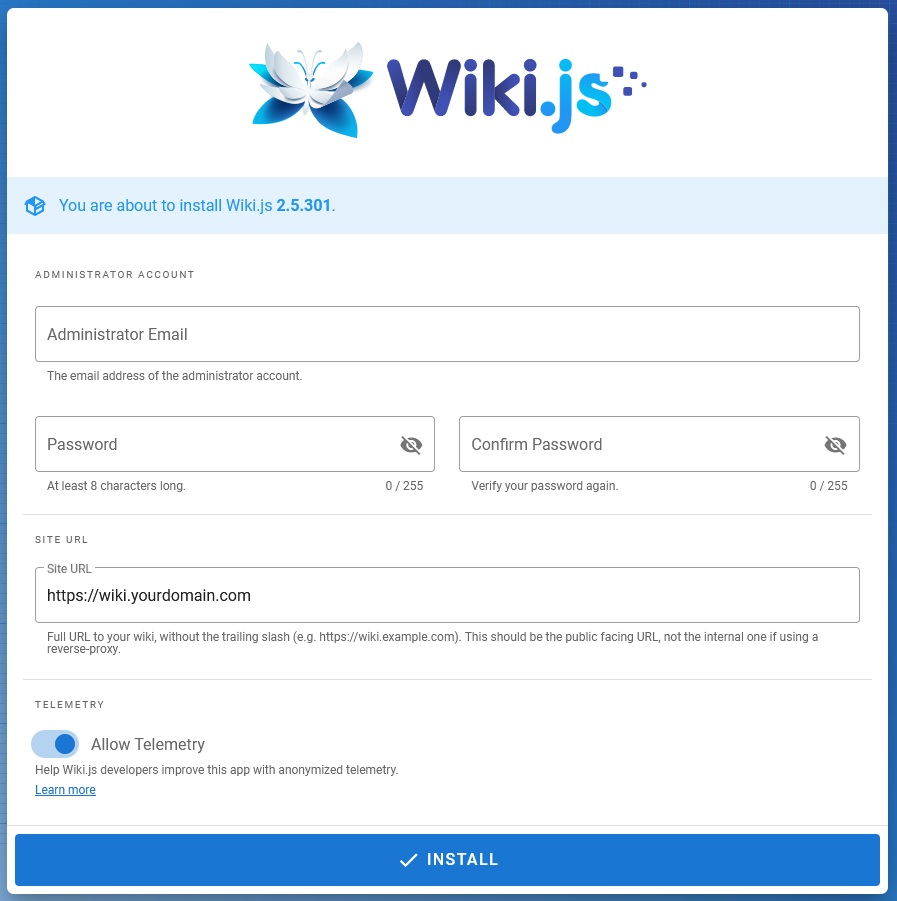 Wiki.js
You are about to install Wiki.js 2.5.301.
ADMINISTRATOR ACCOUNT
Administrator Email
The email address of the administrator account.
Password
Confirm Password
At least 8 characters long.
0 / 255
Verify your password again.
0 / 255
SITE URL
Site URL
https://wiki.yourdomain.com
Full URL to your wiki, without the trailing slash (e.g. https://wiki.example.com). This should be the public facing URL, not the internal one if using a
reverse-proxy.
TELEMETRY
Allow Telemetry
Help Wiki.js developers improve this app with anonymized telemetry.
Learn more
INSTALL